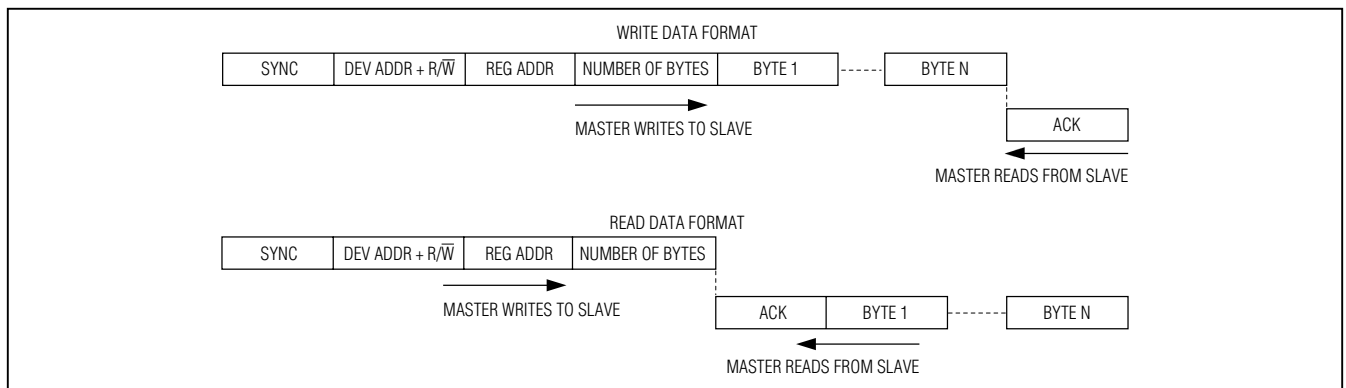 WRITE DATA FORMAT
SYNC DEV ADDR + R/W̅ REG ADDR NUMBER OF BYTES BYTE 1 BYTE N
MASTER WRITES TO SLAVE
ACK
MASTER READS FROM SLAVE
READ DATA FORMAT
SYNC DEV ADDR + R/W̅ REG ADDR NUMBER OF BYTES
MASTER WRITES TO SLAVE
ACK BYTE 1 BYTE N
MASTER READS FROM SLAVE